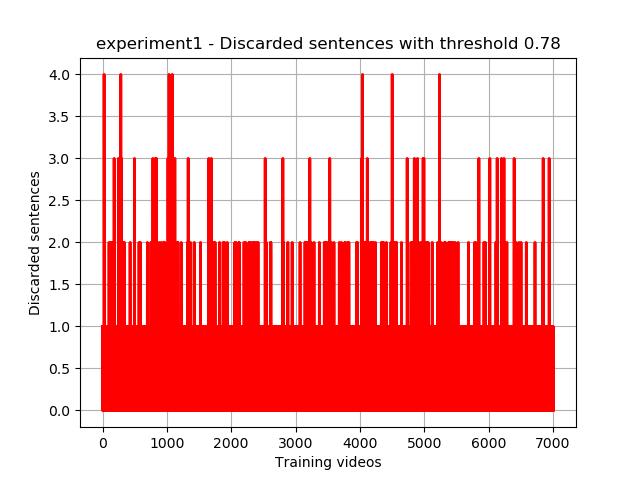 experiment1 - Discarded sentences with threshold 0.78
Discarded sentences
4.0
3.5
3.0
2.5
2.0
1.5
1.0
0.5
0.0
0 1000 2000 3000 4000 5000 6000 7000
Training videos